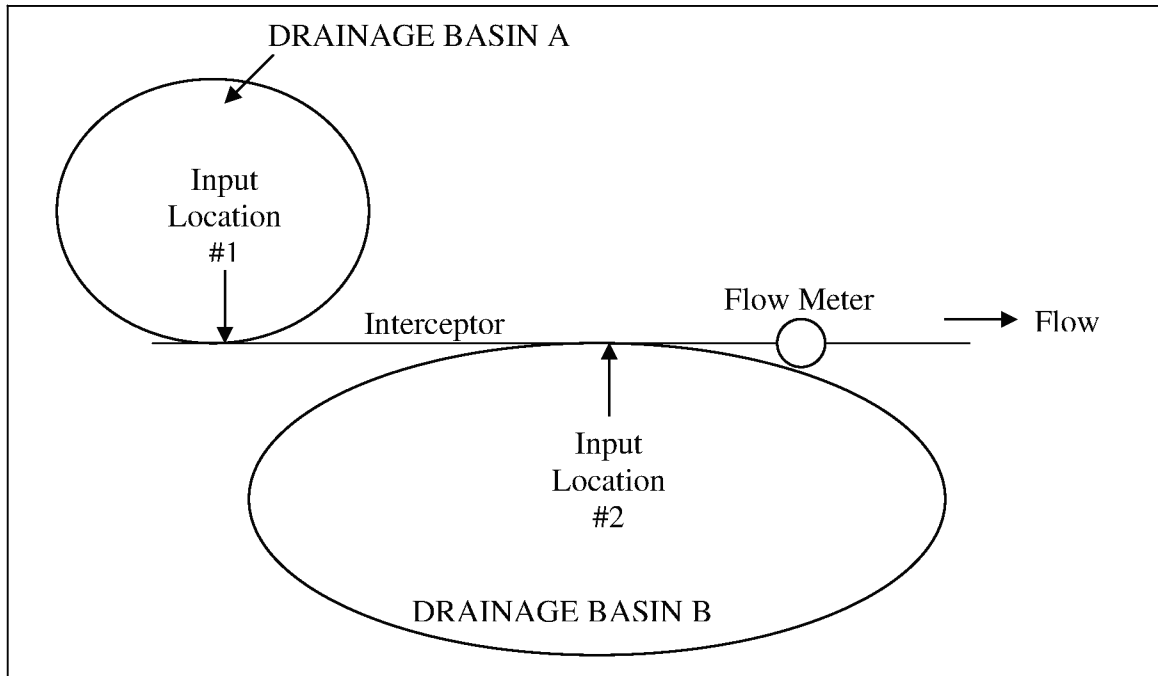 DRAINAGE BASIN A
Input
Location
#1
Interceptor
Flow Meter
Flow
Input
Location
#2
DRAINAGE BASIN B